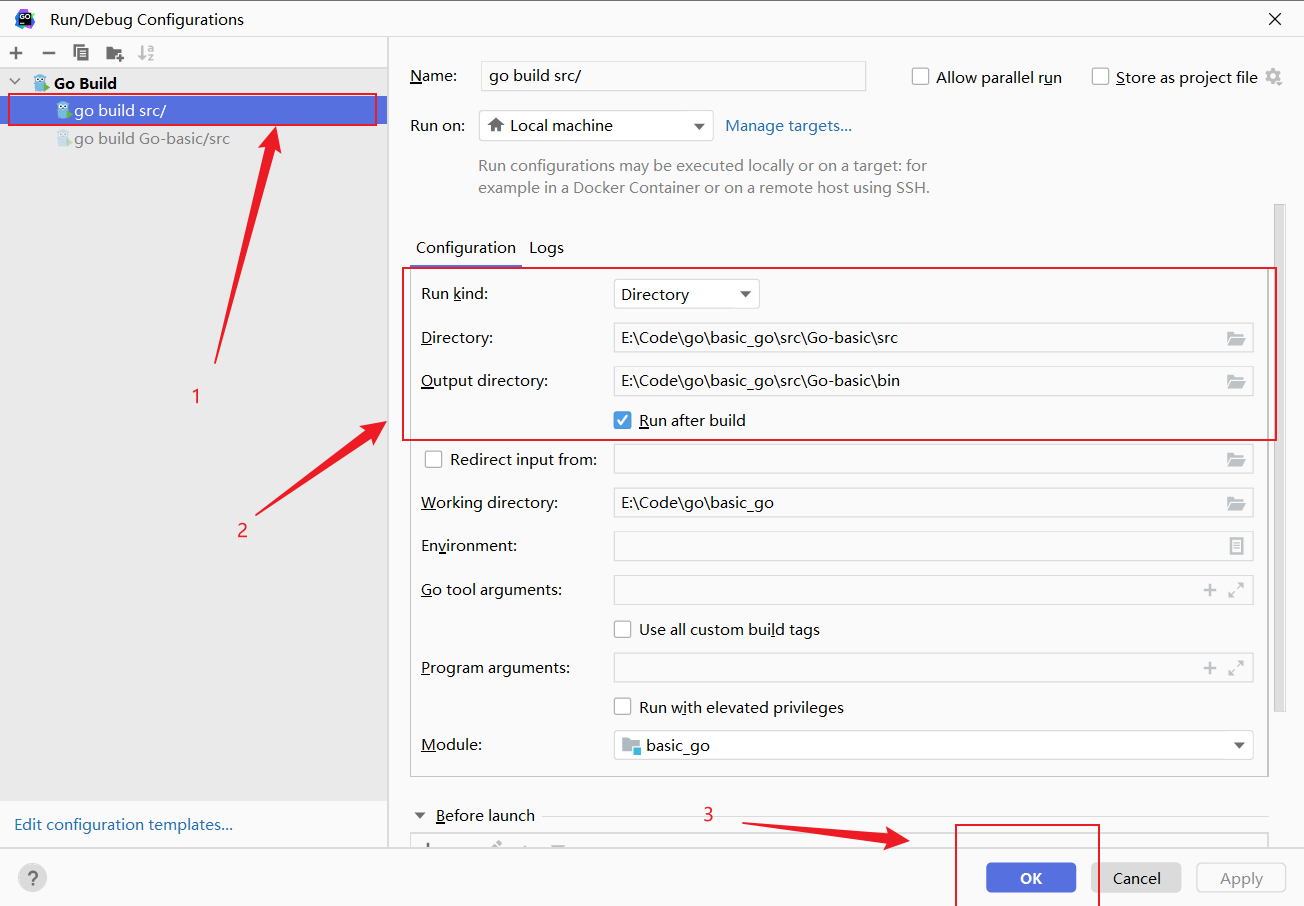 Run/Debug Configurations
Go Build
go build src/
go build Go-basic/src
1
2
Edit configuration templates...
Name: go build src/
Allow parallel run
Store as project file
Run on: Local machine
Manage targets...
Run configurations may be executed locally or on a target: for
example in a Docker Container or on a remote host using SSH.
Configuration Logs
Run kind: Directory
Directory: E:\Code\go\basic_go\src\Go-basic\src
Output directory: E:\Code\go\basic_go\src\Go-basic\bin
Run after build
Redirect input from:
Working directory: E:\Code\go\basic_go
Environment:
Go tool arguments:
Use all custom build tags
Program arguments:
Run with elevated privileges
Module: basic_go
Before launch
3
?
OK
Cancel
Apply